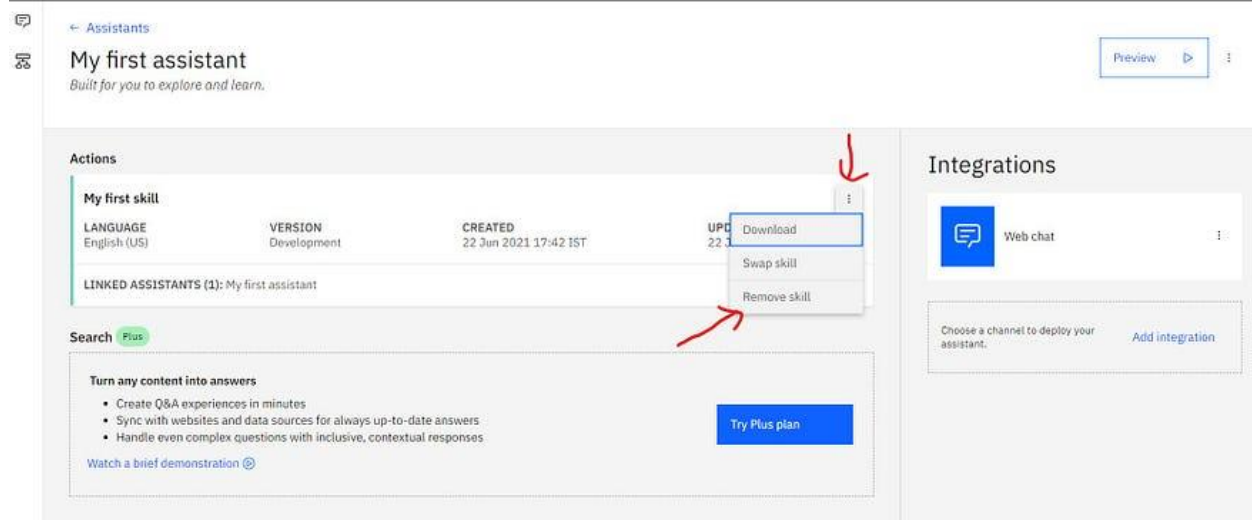 ← Assistants
My first assistant
Built for you to explore and learn.
Preview
Actions
My first skill
LANGUAGE VERSION CREATED UPD
English (US) Development 22 Jun 2021 17:42 IST 22 J
LINKED ASSISTANTS (1): My first assistant
Download
Swap skill
Remove skill
Search Plus
Turn any content into answers
• Create Q&A experiences in minutes
• Sync with websites and data sources for always up-to-date answers
• Handle even complex questions with inclusive, contextual responses
Watch a brief demonstration
Try Plus plan
Integrations
Web chat
Choose a channel to deploy your
assistant.
Add integration